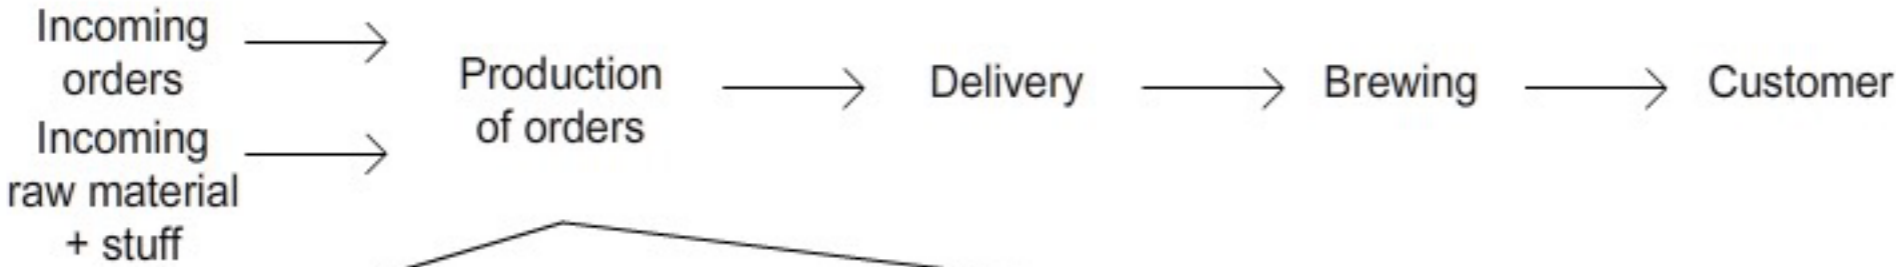 Incoming
orders
Incoming
raw material
+ stuff
Production
of orders
Delivery
Brewing
Customer